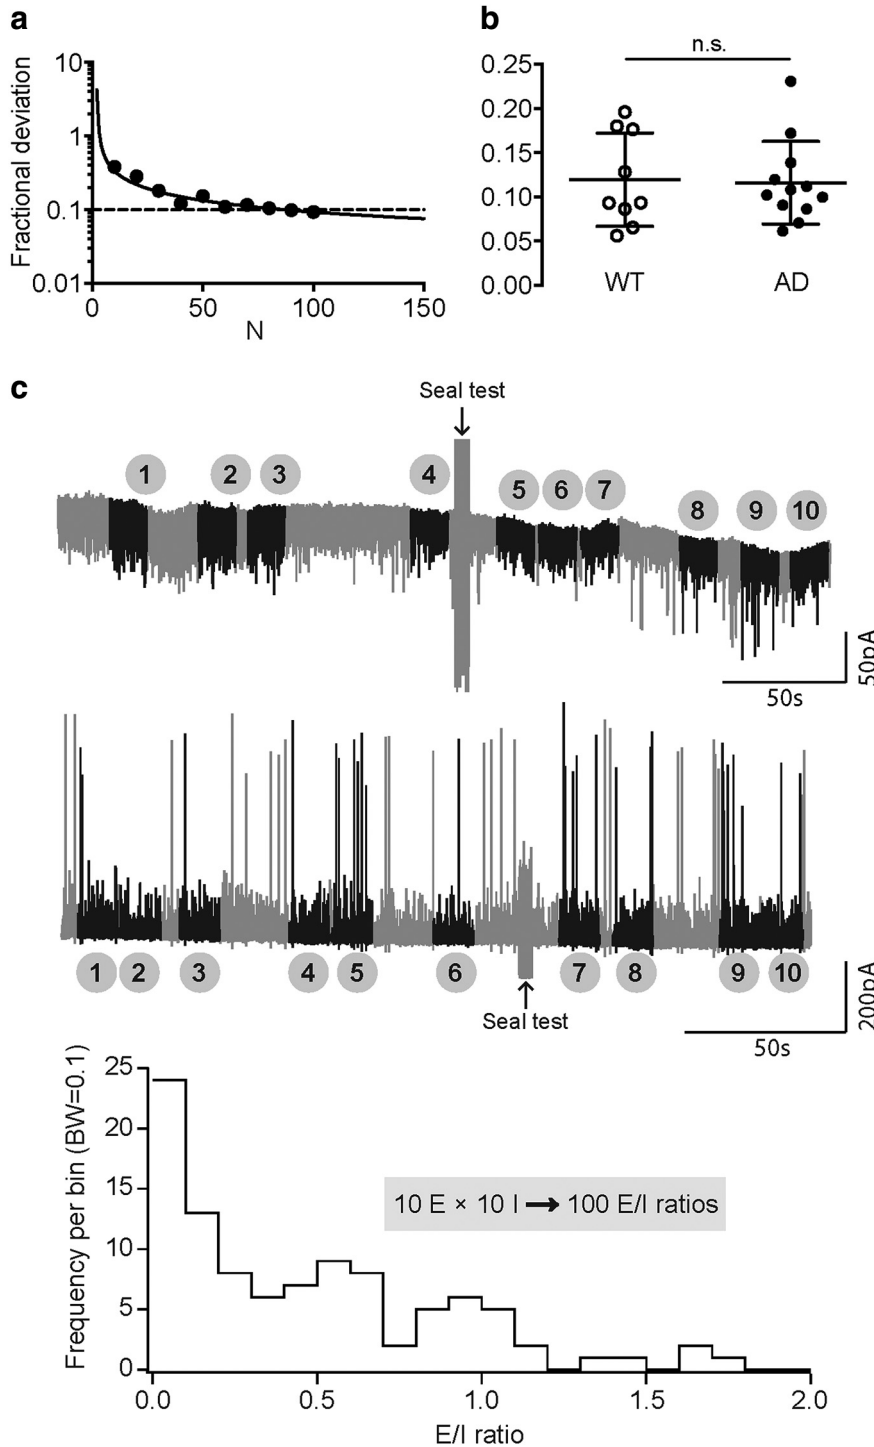 a
Fractional deviation
10
1
0.1
0.01
0 50 100 150
N
b
n.s.
0.25
0.20
0.15
0.10
0.05
0.00
WT AD
c
Seal test
1 2 3 4 5 6 7 8 9 10
50pA
50s
1 2 3 4 5 6 7 8 9 10
Seal test
200pA
50s
Frequency per bin (BW=0.1)
25
20
15
10
5
0
10 E × 10 I → 100 E/I ratios
0.0 0.5 1.0 1.5 2.0
E/I ratio